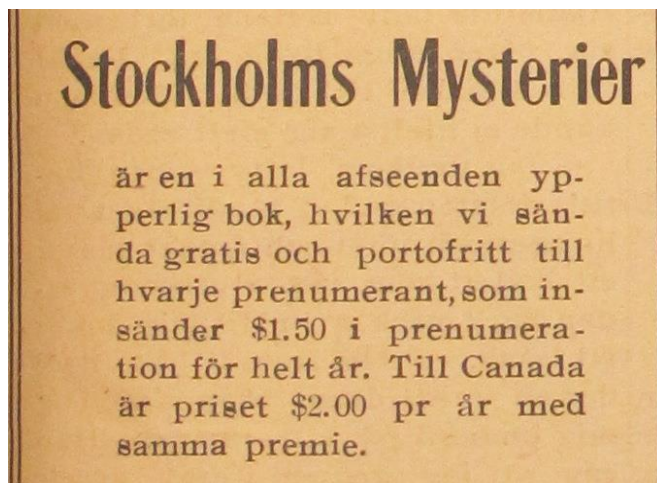 Stockholms Mysterier
är en i alla afseenden yp-
perlig bok, hvilken vi sän-
da gratis och portofritt till
hvarje prenumerant, som in-
sänder $1.50 i prenumera-
tion för helt år. Till Canada
är priset $2.00 pr år med
samma premie.